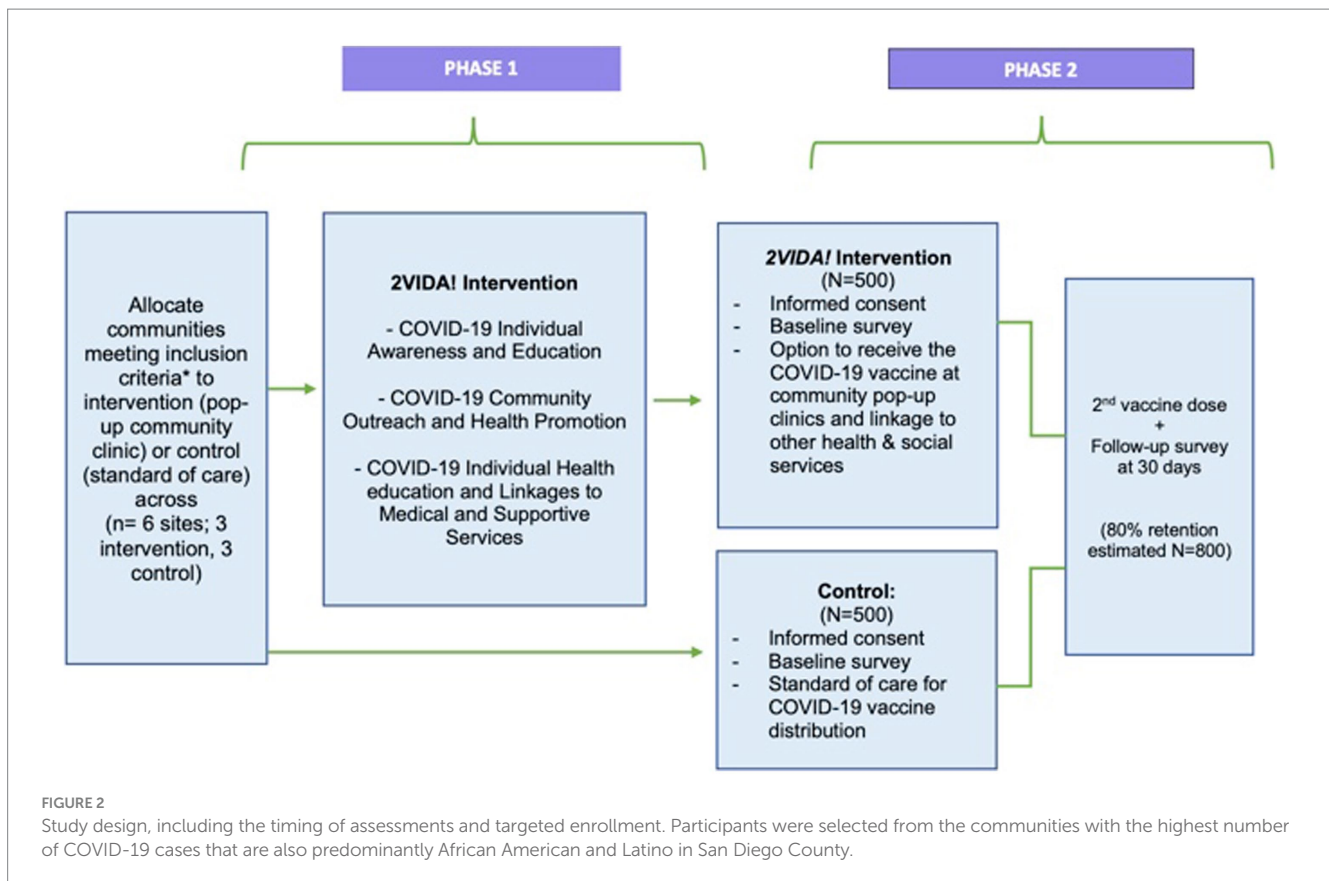 PHASE 1
PHASE 2
Allocate
communities
meeting inclusion
criteria* to
intervention (pop-
up community
clinic) or control
(standard of care)
across
(n= 6 sites; 3
intervention, 3
control)
2VIDA! Intervention
- COVID-19 Individual
Awareness and Education
- COVID-19 Community
Outreach and Health Promotion
- COVID-19 Individual Health
education and Linkages to
Medical and Supportive
Services
2VIDA! Intervention
(N=500)
- Informed consent
- Baseline survey
- Option to receive the
COVID-19 vaccine at
community pop-up
clinics and linkage to
other health & social
services
Control:
(N=500)
- Informed consent
- Baseline survey
- Standard of care for
COVID-19 vaccine
distribution
2nd vaccine dose
+
Follow-up survey
at 30 days
(80% retention
estimated N=800)
FIGURE 2
Study design, including the timing of assessments and targeted enrollment. Participants were selected from the communities with the highest number
of COVID-19 cases that are also predominantly African American and Latino in San Diego County.